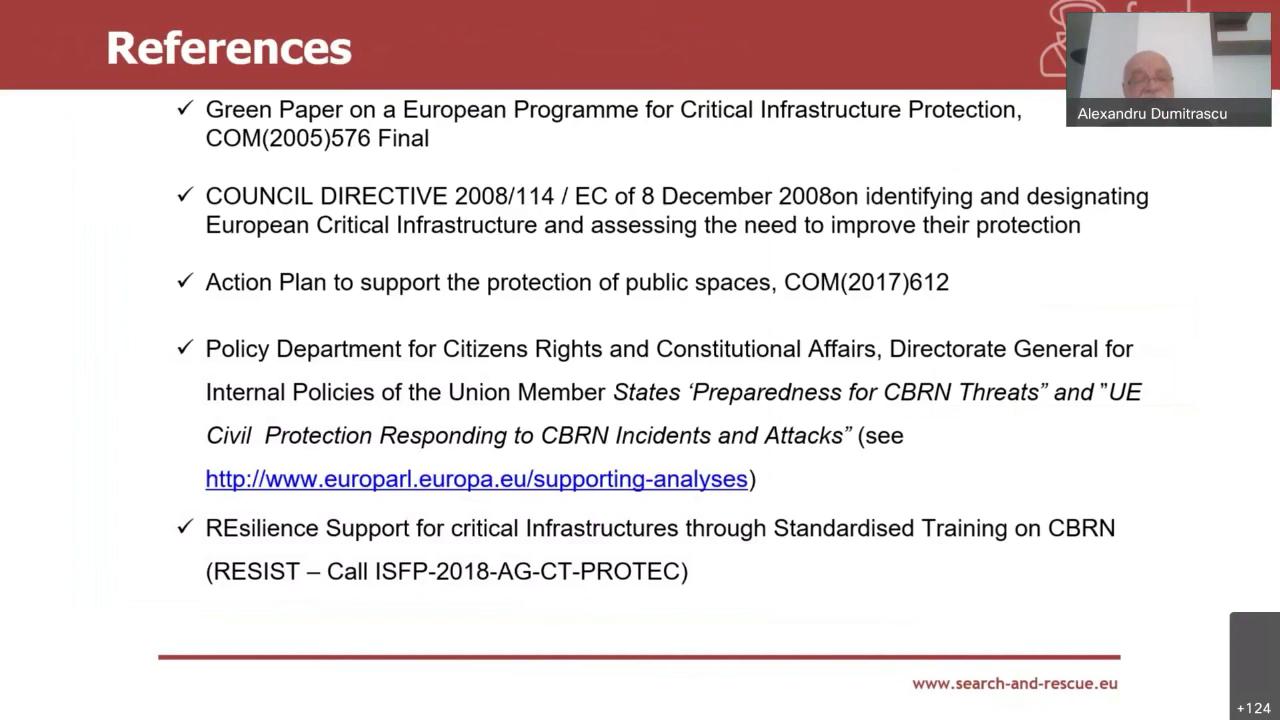 References
Alexandru Dumitrascu
✓ Green Paper on a European Programme for Critical Infrastructure Protection,
COM(2005)576 Final
✓ COUNCIL DIRECTIVE 2008/114 / EC of 8 December 2008on identifying and designating
European Critical Infrastructure and assessing the need to improve their protection
✓ Action Plan to support the protection of public spaces, COM(2017)612
✓ Policy Department for Citizens Rights and Constitutional Affairs, Directorate General for
Internal Policies of the Union Member States ‘Preparedness for CBRN Threats” and ”UE
Civil Protection Responding to CBRN Incidents and Attacks” (see
http://www.europarl.europa.eu/supporting-analyses)
✓ REsilience Support for critical Infrastructures through Standardised Training on CBRN
(RESIST – Call ISFP-2018-AG-CT-PROTEC)
www.search-and-rescue.eu
+124